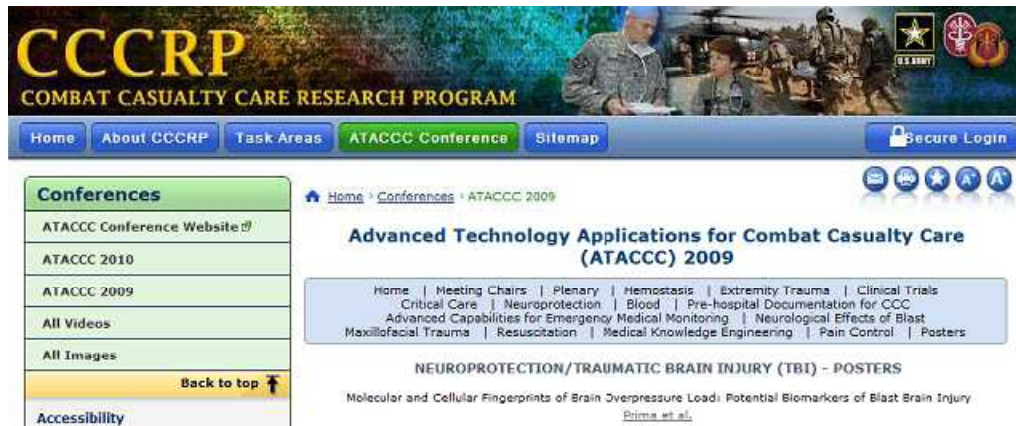 CCCRP
COMBAT CASUALTY CARE RESEARCH PROGRAM
U.S.ARMY
Home About CCCRP Task Areas ATACCC Conference Sitemap Secure Login
Conferences
ATACCC Conference Website
ATACCC 2010
ATACCC 2009
All Videos
All Images
Back to top
Accessibility
Home › Conferences › ATACCC 2009
A- A+
Advanced Technology Applications for Combat Casualty Care
(ATACCC) 2009
Home | Meeting Chairs | Plenary | Hemostasis | Extremity Trauma | Clinical Trials
Critical Care | Neuroprotection | Blood | Pre-hospital Documentation for CCC
Advanced Capabilities for Emergency Medical Monitoring | Neurological Effects of Blast
Maxillofacial Trauma | Resuscitation | Medical Knowledge Engineering | Pain Control | Posters
NEUROPROTECTION/TRAUMATIC BRAIN INJURY (TBI) - POSTERS
Molecular and Cellular Fingerprints of Brain Overpressure Load: Potential Biomarkers of Blast Brain Injury
Prima et al.